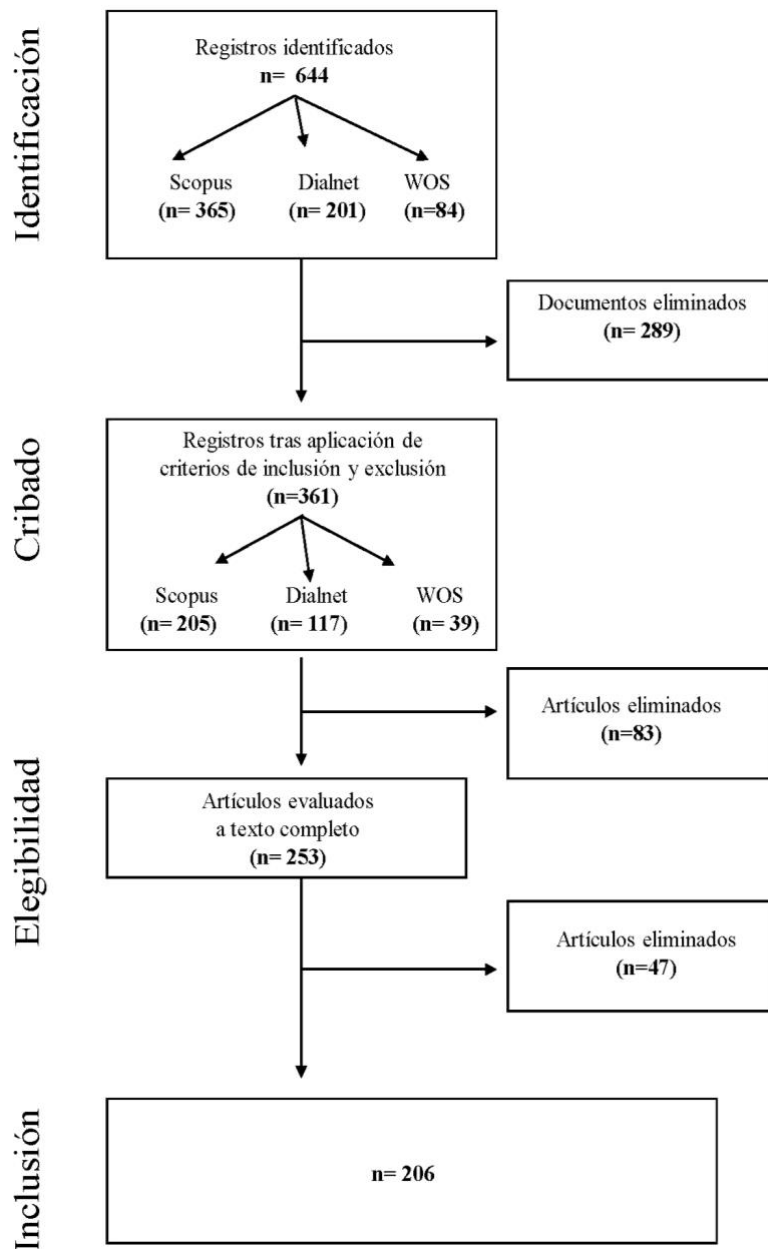 Identificación
Registros identificados
n= 644
Scopus
(n= 365)
Dialnet
(n= 201)
WOS
(n=84)
Documentos eliminados
(n= 289)
Cribado
Registros tras aplicación de
criterios de inclusión y exclusión
(n=361)
Scopus
(n= 205)
Dialnet
(n= 117)
WOS
(n= 39)
Artículos eliminados
(n=83)
Elegibilidad
Artículos evaluados
a texto completo
(n= 253)
Artículos eliminados
(n=47)
Inclusión
n= 206